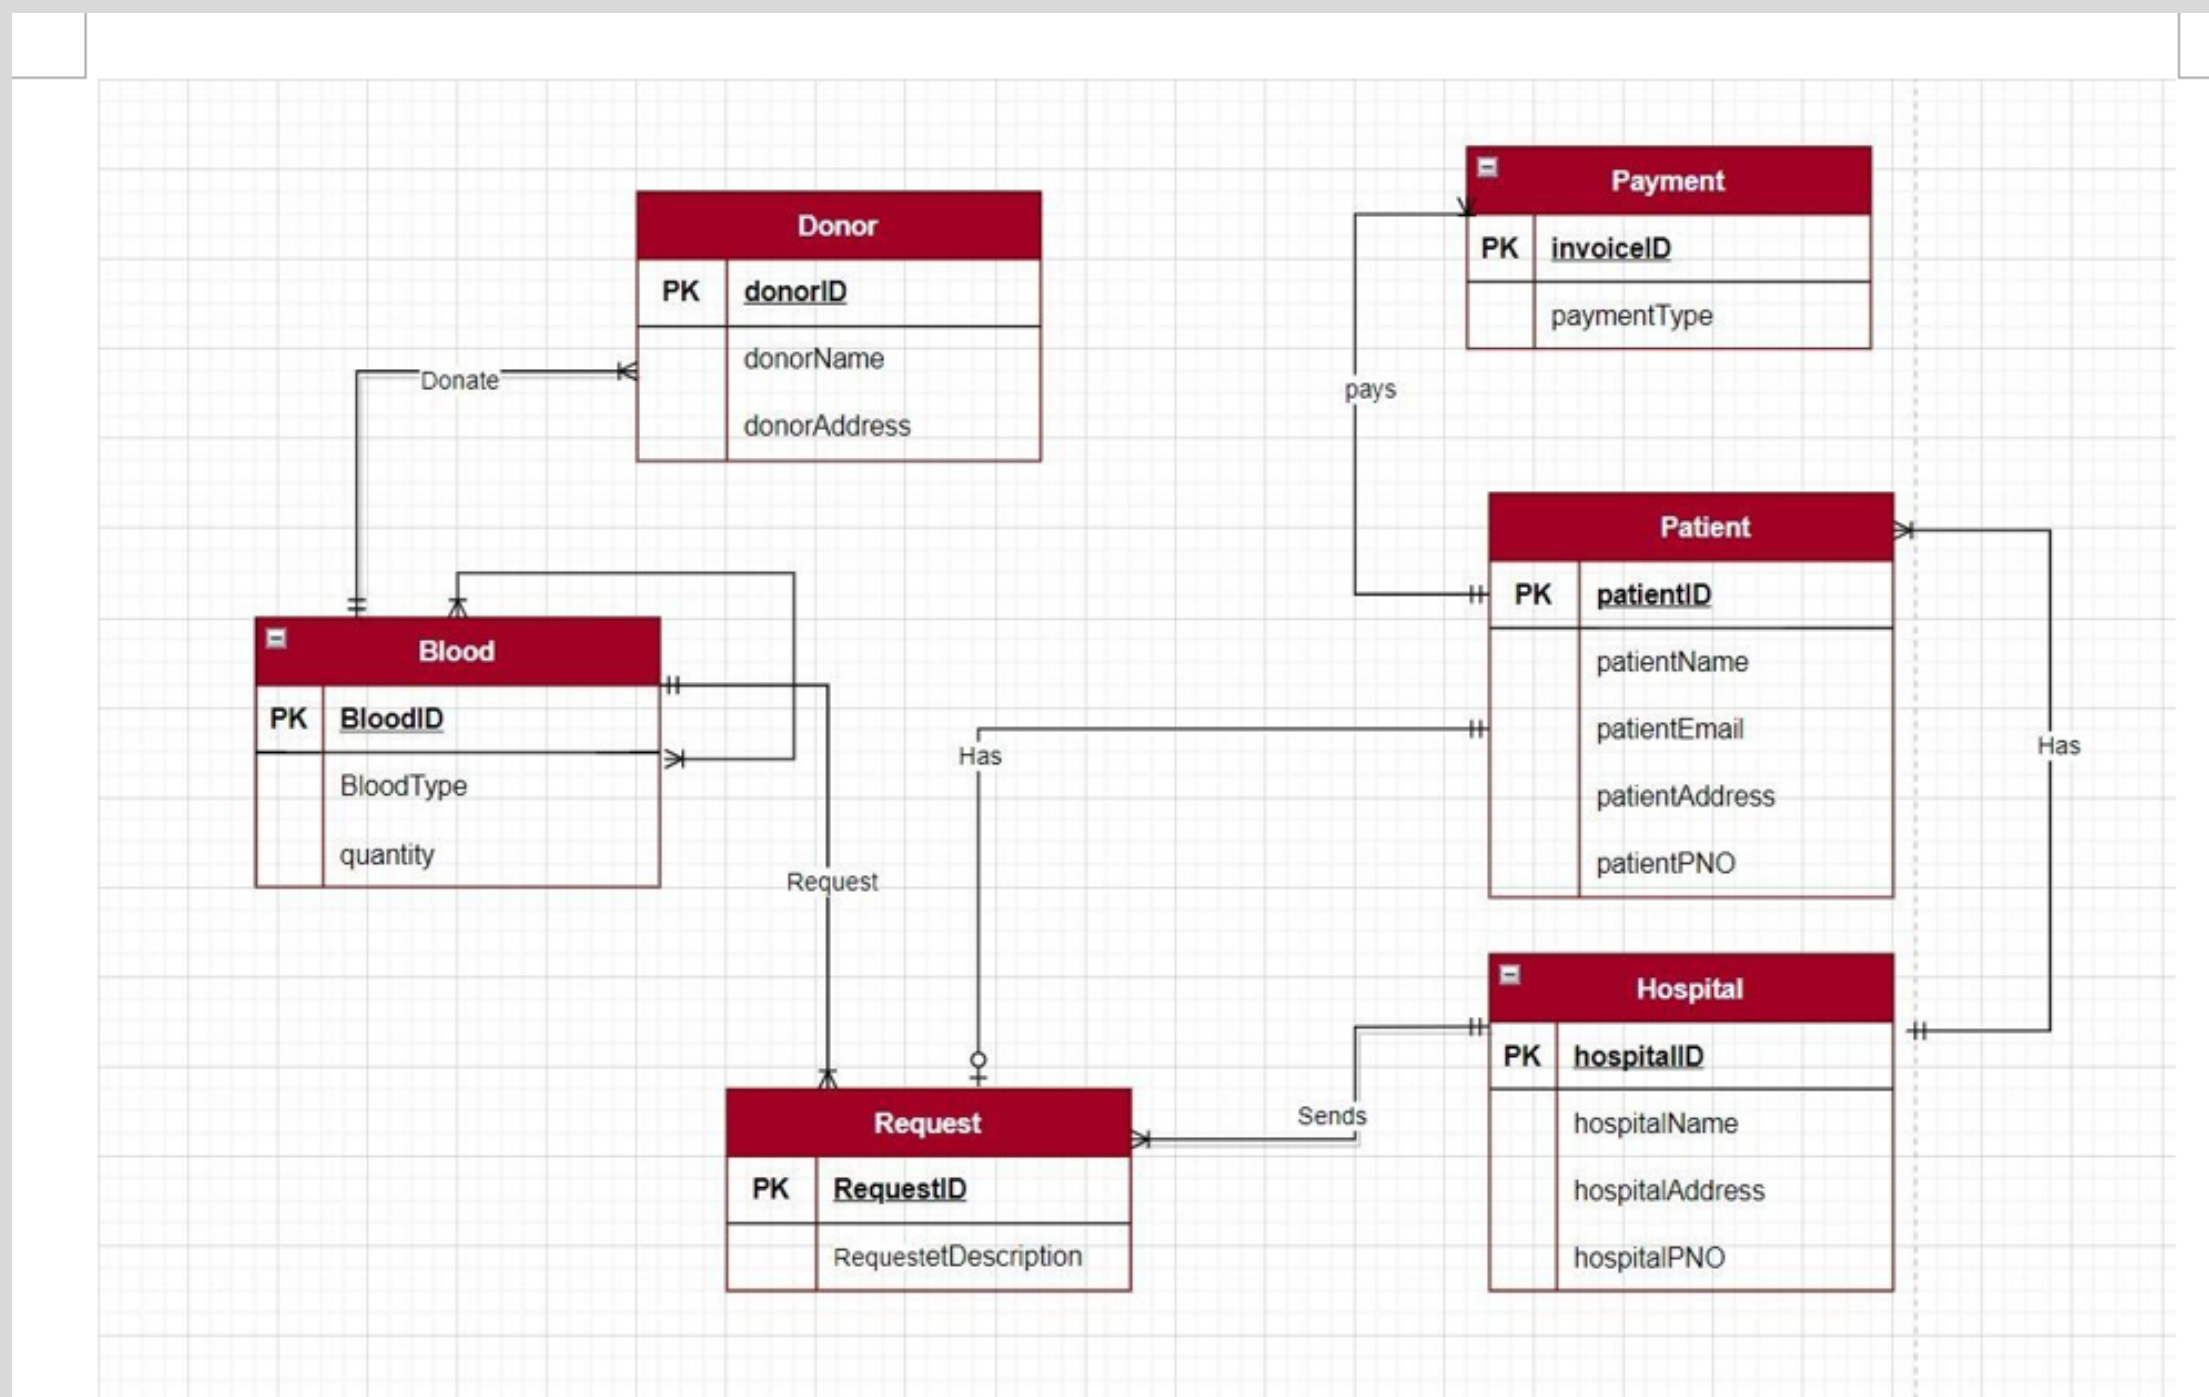 Payment
PK invoiceID
paymentType
Donor
PK donorID
donorName
donorAddress
Donate
pays
Patient
PK patientID
patientName
patientEmail
patientAddress
patientPNO
Has
Blood
PK BloodID
BloodType
quantity
Request
Has
Hospital
PK hospitalID
hospitalName
hospitalAddress
hospitalPNO
Sends
Request
PK RequestID
RequestetDescription